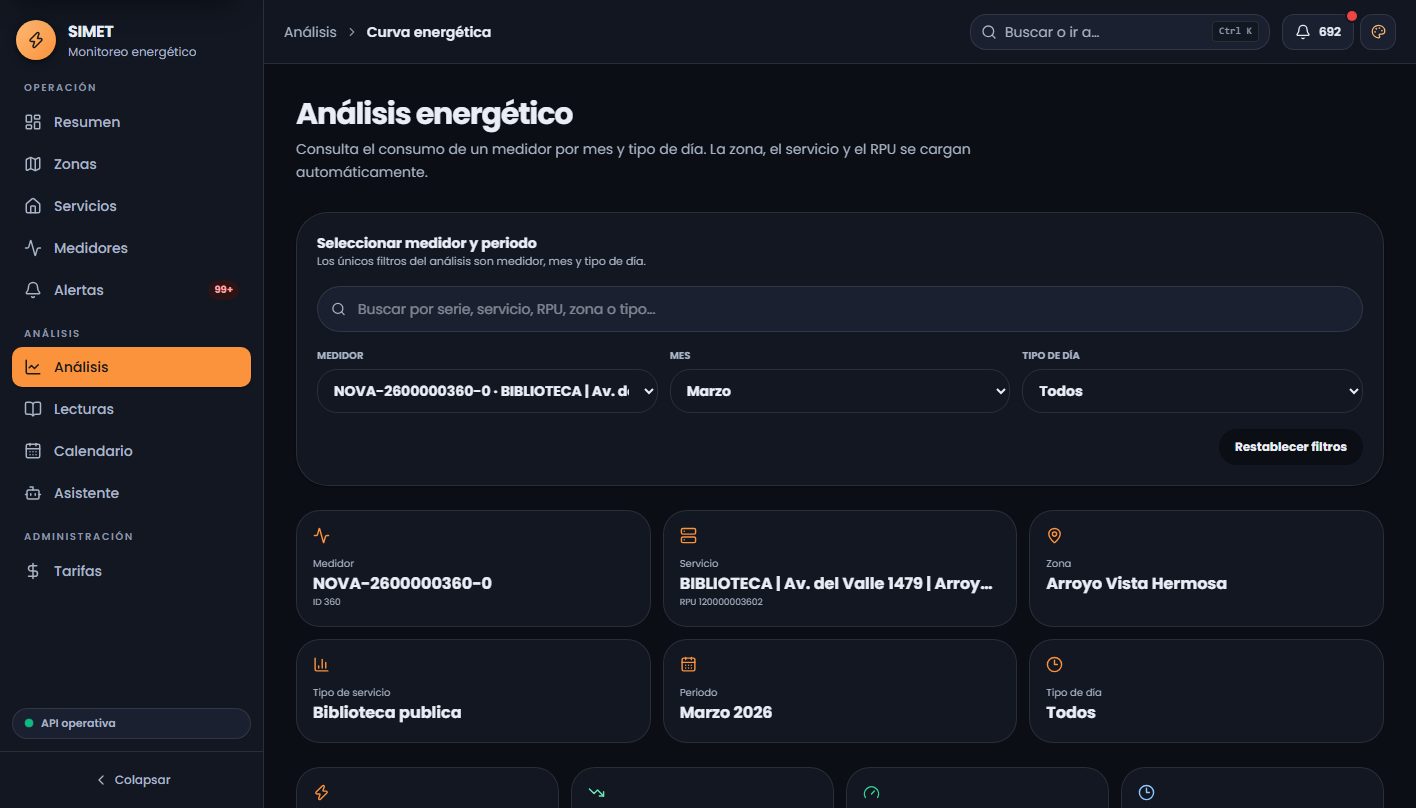 SIMET
Monitoreo energético
OPERACIÓN
Resumen
Zonas
Servicios
Medidores
Alertas
99+
ANÁLISIS
Análisis
Lecturas
Calendario
Asistente
ADMINISTRACIÓN
Tarifas
API operativa
Colapsar
Análisis
Curva energética
Buscar o ir a...
Ctrl K
692
Análisis energético
Consulta el consumo de un medidor por mes y tipo de día. La zona, el servicio y el RPU se cargan
automáticamente.
Seleccionar medidor y periodo
Los únicos filtros del análisis son medidor, mes y tipo de día.
Buscar por serie, servicio, RPU, zona o tipo...
MEDIDOR
NOVA-2600000360-0 · BIBLIOTECA | Av. d
MES
Marzo
TIPO DE DÍA
Todos
Restablecer filtros
Medidor
NOVA-2600000360-0
ID 360
Servicio
BIBLIOTECA | Av. del Valle 1479 | Arroy...
RPU 120000003602
Zona
Arroyo Vista Hermosa
Tipo de servicio
Biblioteca publica
Periodo
Marzo 2026
Tipo de día
Todos